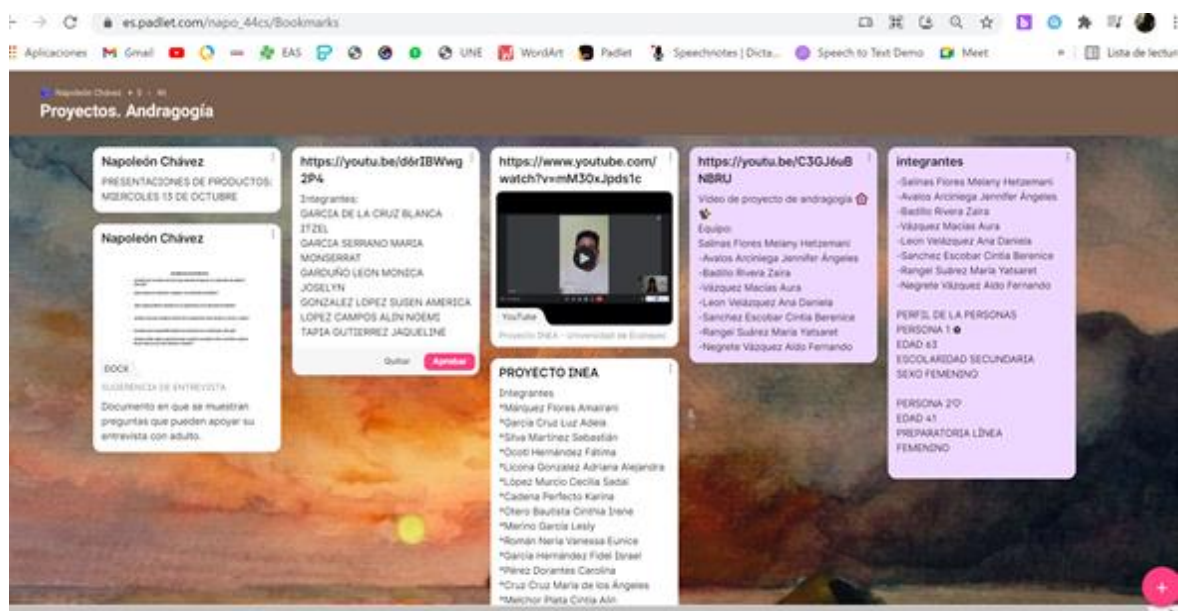 es.padlet.com/napo_44cs/Bookmarks
Aplicaciones Gmail EAS UNE WordArt Padlet Speechnotes | Dicta... Speech to Text Demo Meet » Lista de lectur
Napoleón Chávez + 5
Proyectos. Andragogía
Napoleón Chávez
PRESENTACIONES DE PRODUCTOS:
MIERCOLES 13 DE OCTUBRE
Napoleón Chávez
DOCX
SUGERENCIA DE ENTREVISTA
Documento en que se muestran
preguntas que pueden apoyar su
entrevista con adulto.
https://youtu.be/d6rIBWwg
2P4
Integrantes:
GARCIA DE LA CRUZ BLANCA
ITZEL
GARCIA SERRANO MARIA
MONSERRAT
GARDUÑO LEON MONICA
JOSELYN
GONZALEZ LOPEZ SUSEN AMERICA
LOPEZ CAMPOS ALIN NOEMI
TAPIA GUTIERREZ JAQUELINE
Quitar Aprobar
https://www.youtube.com/
watch?v=mM30xJpds1c
YouTube
Proyecto INEA - Universidad de Ecatepec
PROYECTO INEA
Integrantes
*Márquez Flores Amairani
*García Cruz Luz Adela
*Silva Martínez Sebastián
*Ocotl Hernández Fátima
*Licona Gonzalez Adriana Alejandra
*López Murcio Cecilia Sadai
*Cadena Perfecto Karina
*Otero Bautista Cinthia Irene
*Merino García Lesly
*Román Neria Vanessa Eunice
*García Hernández Fidel Israel
*Pérez Dorantes Carolina
*Cruz Cruz María de los Ángeles
*Melchor Plata Cintia Alin
https://youtu.be/C3GJ6uB
NBRU
Video de proyecto de andragogía
Equipo:
Salinas Flores Melany Hetzemani
-Avalos Arciniega Jennifer Ángeles
-Badillo Rivera Zaira
-Vázquez Macías Aura
-Leon Velázquez Ana Daniela
-Sanchez Escobar Cintia Berenice
-Rangel Suárez María Yatsaret
-Negrete Vázquez Aldo Fernando
integrantes
-Salinas Flores Melany Hetzemani
-Avalos Arciniega Jennifer Ángeles
-Badillo Rivera Zaira
-Vázquez Macías Aura
-Leon Velázquez Ana Daniela
-Sanchez Escobar Cintia Berenice
-Rangel Suárez María Yatsaret
-Negrete Vázquez Aldo Fernando
PERFIL DE LA PERSONAS
PERSONA 1
EDAD 63
ESCOLARIDAD SECUNDARIA
SEXO FEMENINO
PERSONA 2
EDAD 41
PREPARATORIA LÍNEA
FEMENINO